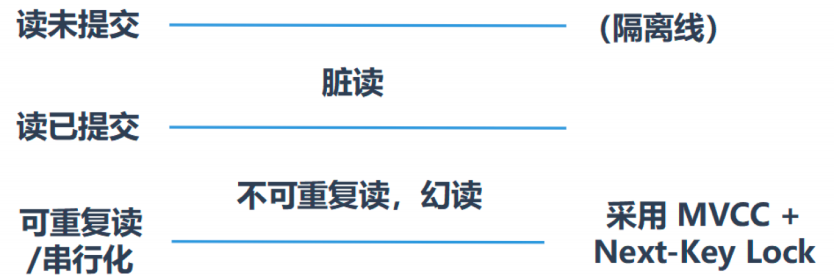 读未提交
(隔离线)
脏读
读已提交
不可重复读，幻读
可重复读
/串行化
采用 MVCC +
Next-Key Lock